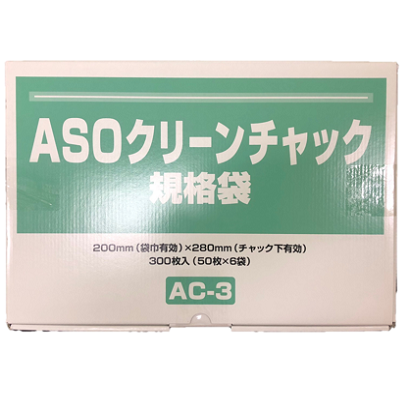 ASOクリーンチャック
規格袋
200mm（袋巾有効）×280mm（チャック下有効）
300枚入（50枚×6袋）
AC-3